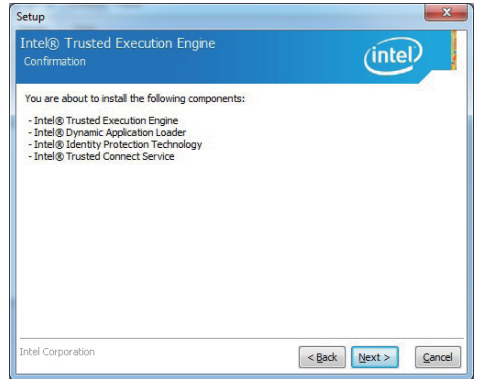 Setup
Intel® Trusted Execution Engine
Confirmation
intel
You are about to install the following components:
- Intel® Trusted Execution Engine
- Intel® Dynamic Application Loader
- Intel® Identity Protection Technology
- Intel® Trusted Connect Service
Intel Corporation
< Back Next > Cancel